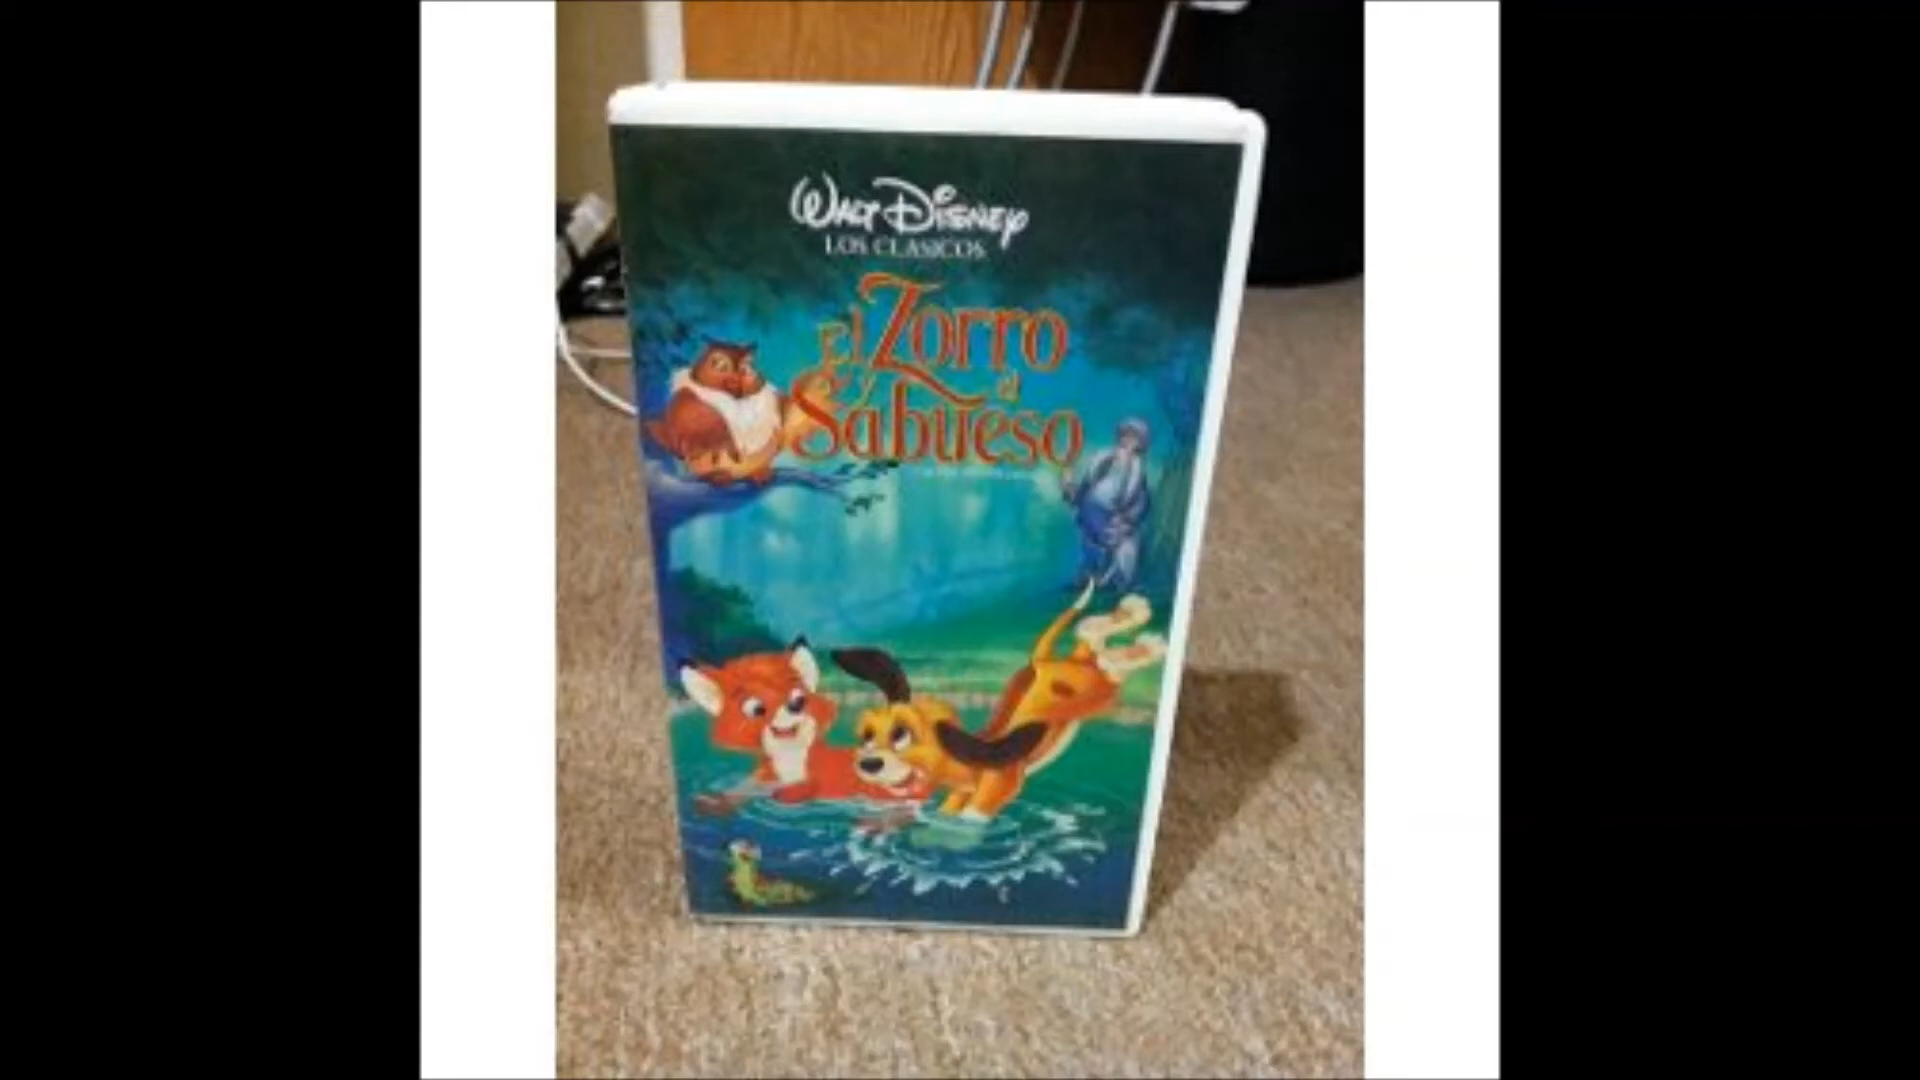 WALT DISNEY
LOS CLASICOS
El Zorro
y el
Sabueso